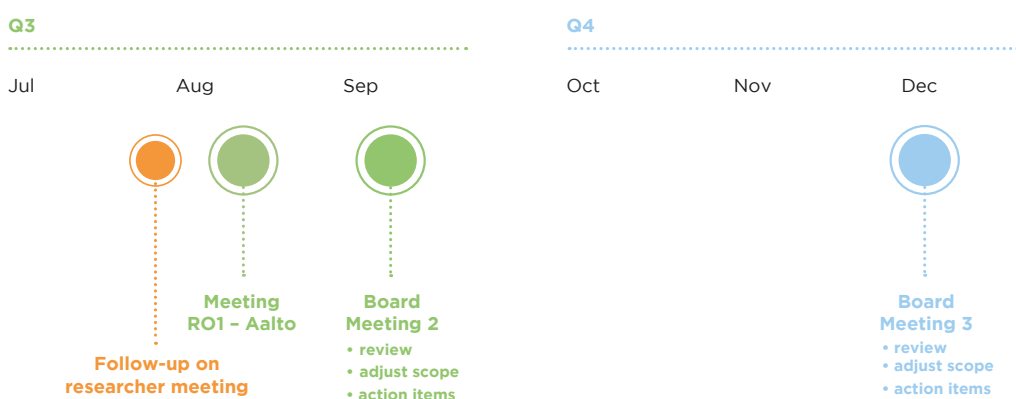 Q3
Q4
Jul
Aug
Sep
Oct
Nov
Dec
Meeting
RO1 – Aalto
Board
Meeting 2
• review
• adjust scope
• action items
Follow-up on
researcher meeting
Board
Meeting 3
• review
• adjust scope
• action items